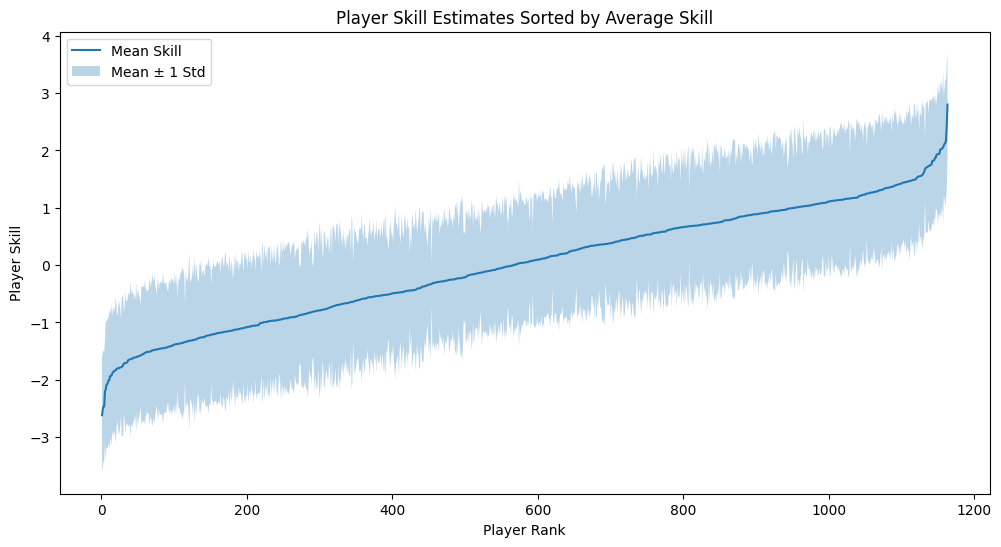 Player Skill Estimates Sorted by Average Skill
Mean Skill
Mean ± 1 Std
Player Skill
4
3
2
1
0
−1
−2
−3
0 200 400 600 800 1000 1200
Player Rank